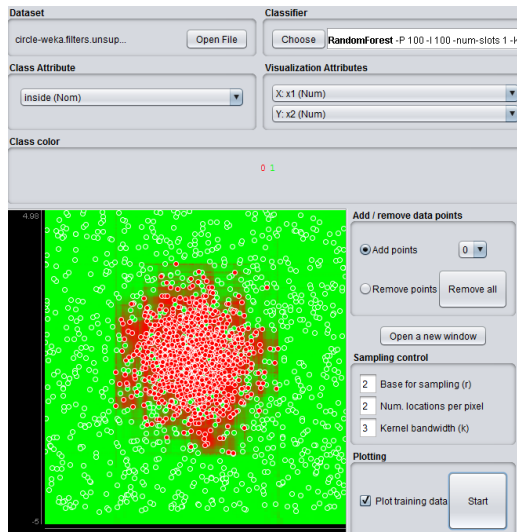 Dataset
circle-weka.filters.unsup...
Open File
Classifier
Choose
RandomForest -P 100 -I 100 -num-slots 1 -K
Class Attribute
inside (Nom)
Visualization Attributes
X: x1 (Num)
Y: x2 (Num)
Class color
0 1
4.98
-5
Add / remove data points
Add points
0
Remove points
Remove all
Open a new window
Sampling control
2 Base for sampling (r)
2 Num. locations per pixel
3 Kernel bandwidth (k)
Plotting
Plot training data
Start